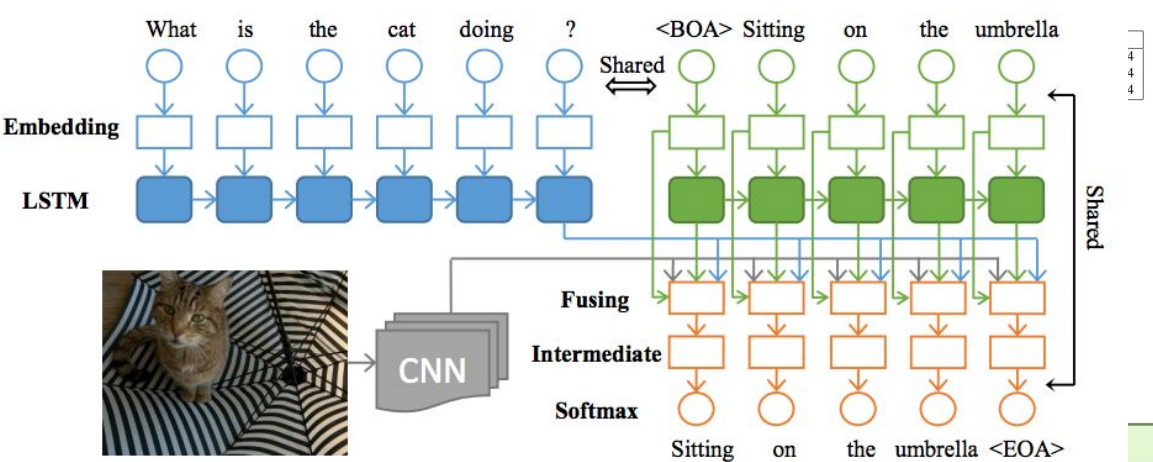 What is the cat doing ? <BOA> Sitting on the umbrella
Shared
Embedding
LSTM
Shared
Fusing
Intermediate
CNN
Softmax
Sitting on the umbrella <EOA>
4
4
4